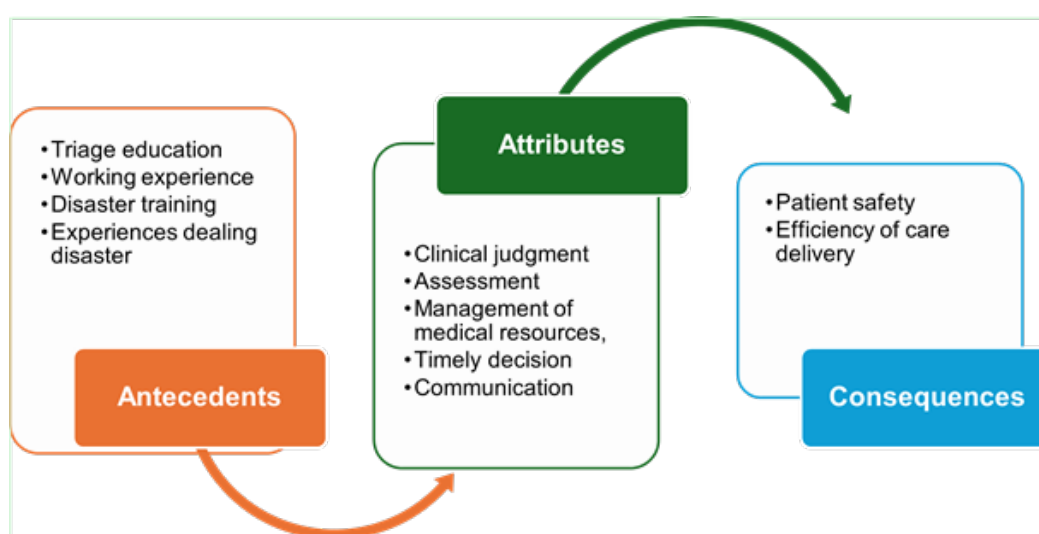 •Triage education
•Working experience
•Disaster training
•Experiences dealing
disaster
Antecedents
Attributes
•Clinical judgment
•Assessment
•Management of
medical resources,
•Timely decision
•Communication
•Patient safety
•Efficiency of care
delivery
Consequences